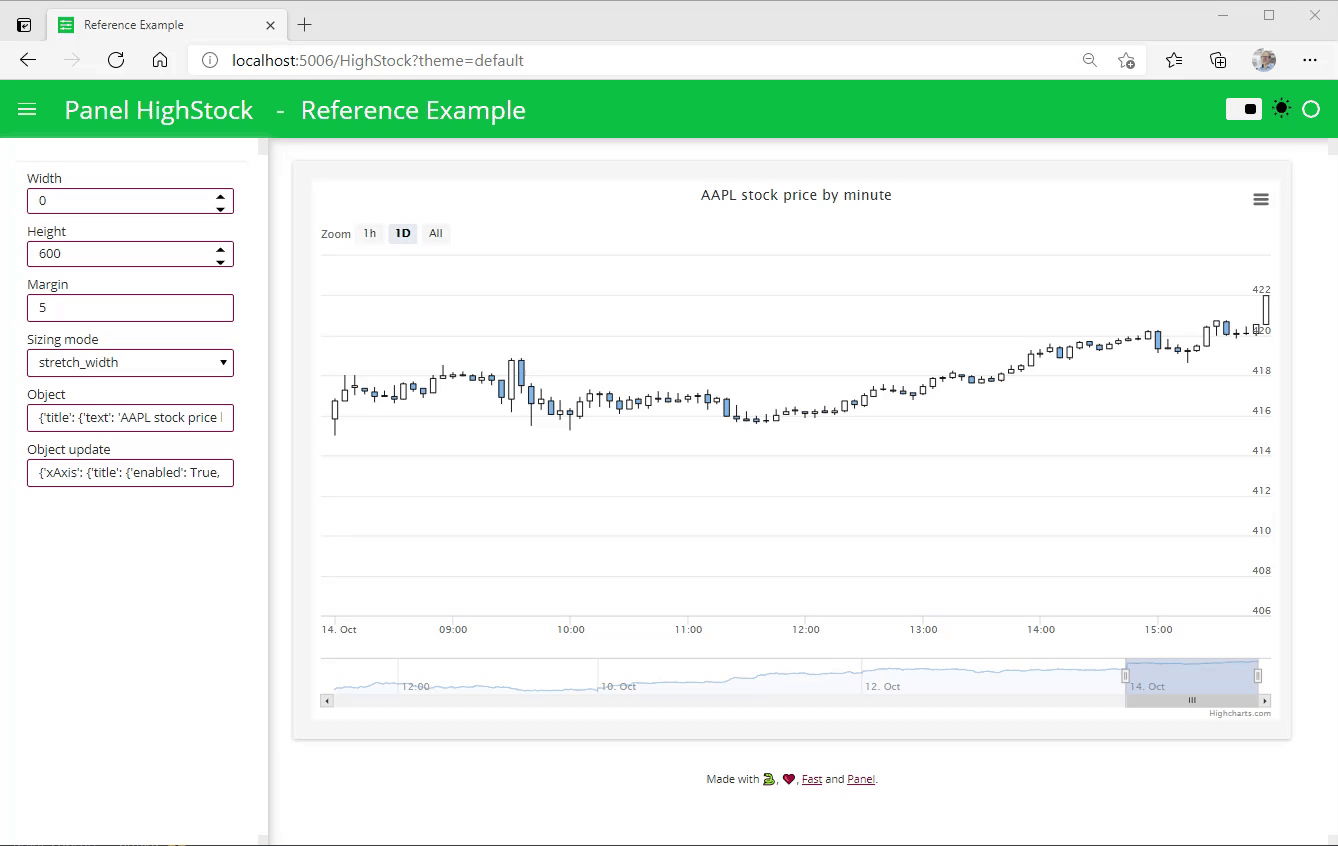 Reference Example
localhost:5006/HighStock?theme=default
Panel HighStock - Reference Example
Width
0
Height
600
Margin
5
Sizing mode
stretch_width
Object
{'title': {'text': 'AAPL stock price
Object update
{'xAxis': {'title': {'enabled': True,
AAPL stock price by minute
Zoom 1h 1D All
422
420
418
416
414
412
410
408
406
14. Oct 09:00 10:00 11:00 12:00 13:00 14:00 15:00
12:00 10. Oct 12. Oct 14. Oct
Highcharts.com
Made with , , Fast and Panel.